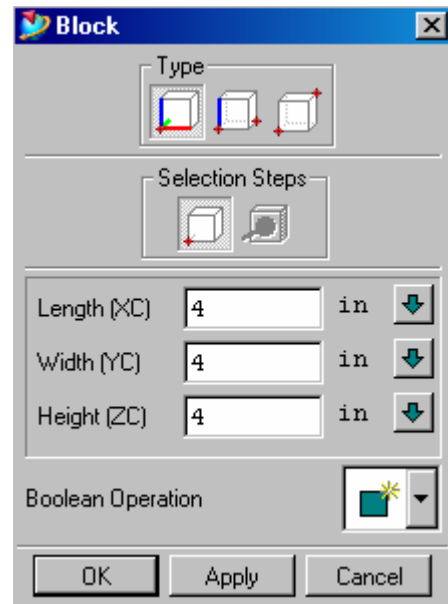 Block
Type
Selection Steps
Length (XC) 4 in
Width (YC) 4 in
Height (ZC) 4 in
Boolean Operation
OK Apply Cancel